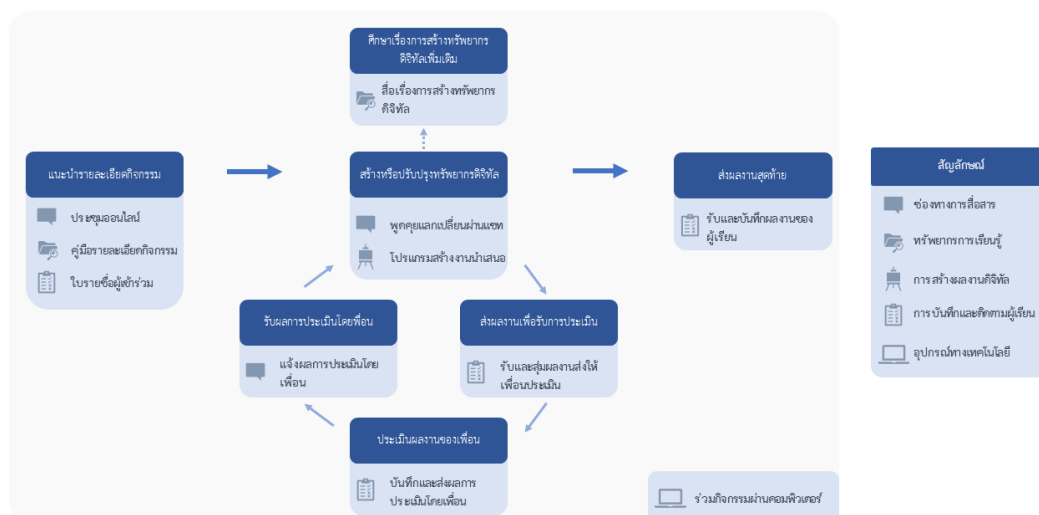 ศึกษาเรื่องการสร้างทรัพยากร
ดิจิทัลเพิ่มเติม
สื่อเรื่องการสร้างทรัพยากร
ดิจิทัล
แนะนำรายละเอียดกิจกรรม
ประชุมออนไลน์
คู่มือรายละเอียดกิจกรรม
ใบรายชื่อผู้เข้าร่วม
สร้างหรือปรับปรุงทรัพยากรดิจิทัล
พูดคุยแลกเปลี่ยนผ่านแชท
โปรแกรมสร้างงานนำเสนอ
ส่งผลงานสุดท้าย
รับและบันทึกผลงานของ
ผู้เรียน
รับผลการประเมินโดยเพื่อน
แจ้งผลการประเมินโดย
เพื่อน
ส่งผลงานเพื่อรับการประเมิน
รับและสุ่มผลงานส่งให้
เพื่อนประเมิน
ประเมินผลงานของเพื่อน
บันทึกและส่งผลการ
ประเมินโดยเพื่อน
ร่วมกิจกรรมผ่านคอมพิวเตอร์
สัญลักษณ์
ช่องทางการสื่อสาร
ทรัพยากรการเรียนรู้
การสร้างผลงานดิจิทัล
การบันทึกและติดตามผู้เรียน
อุปกรณ์ทางเทคโนโลยี